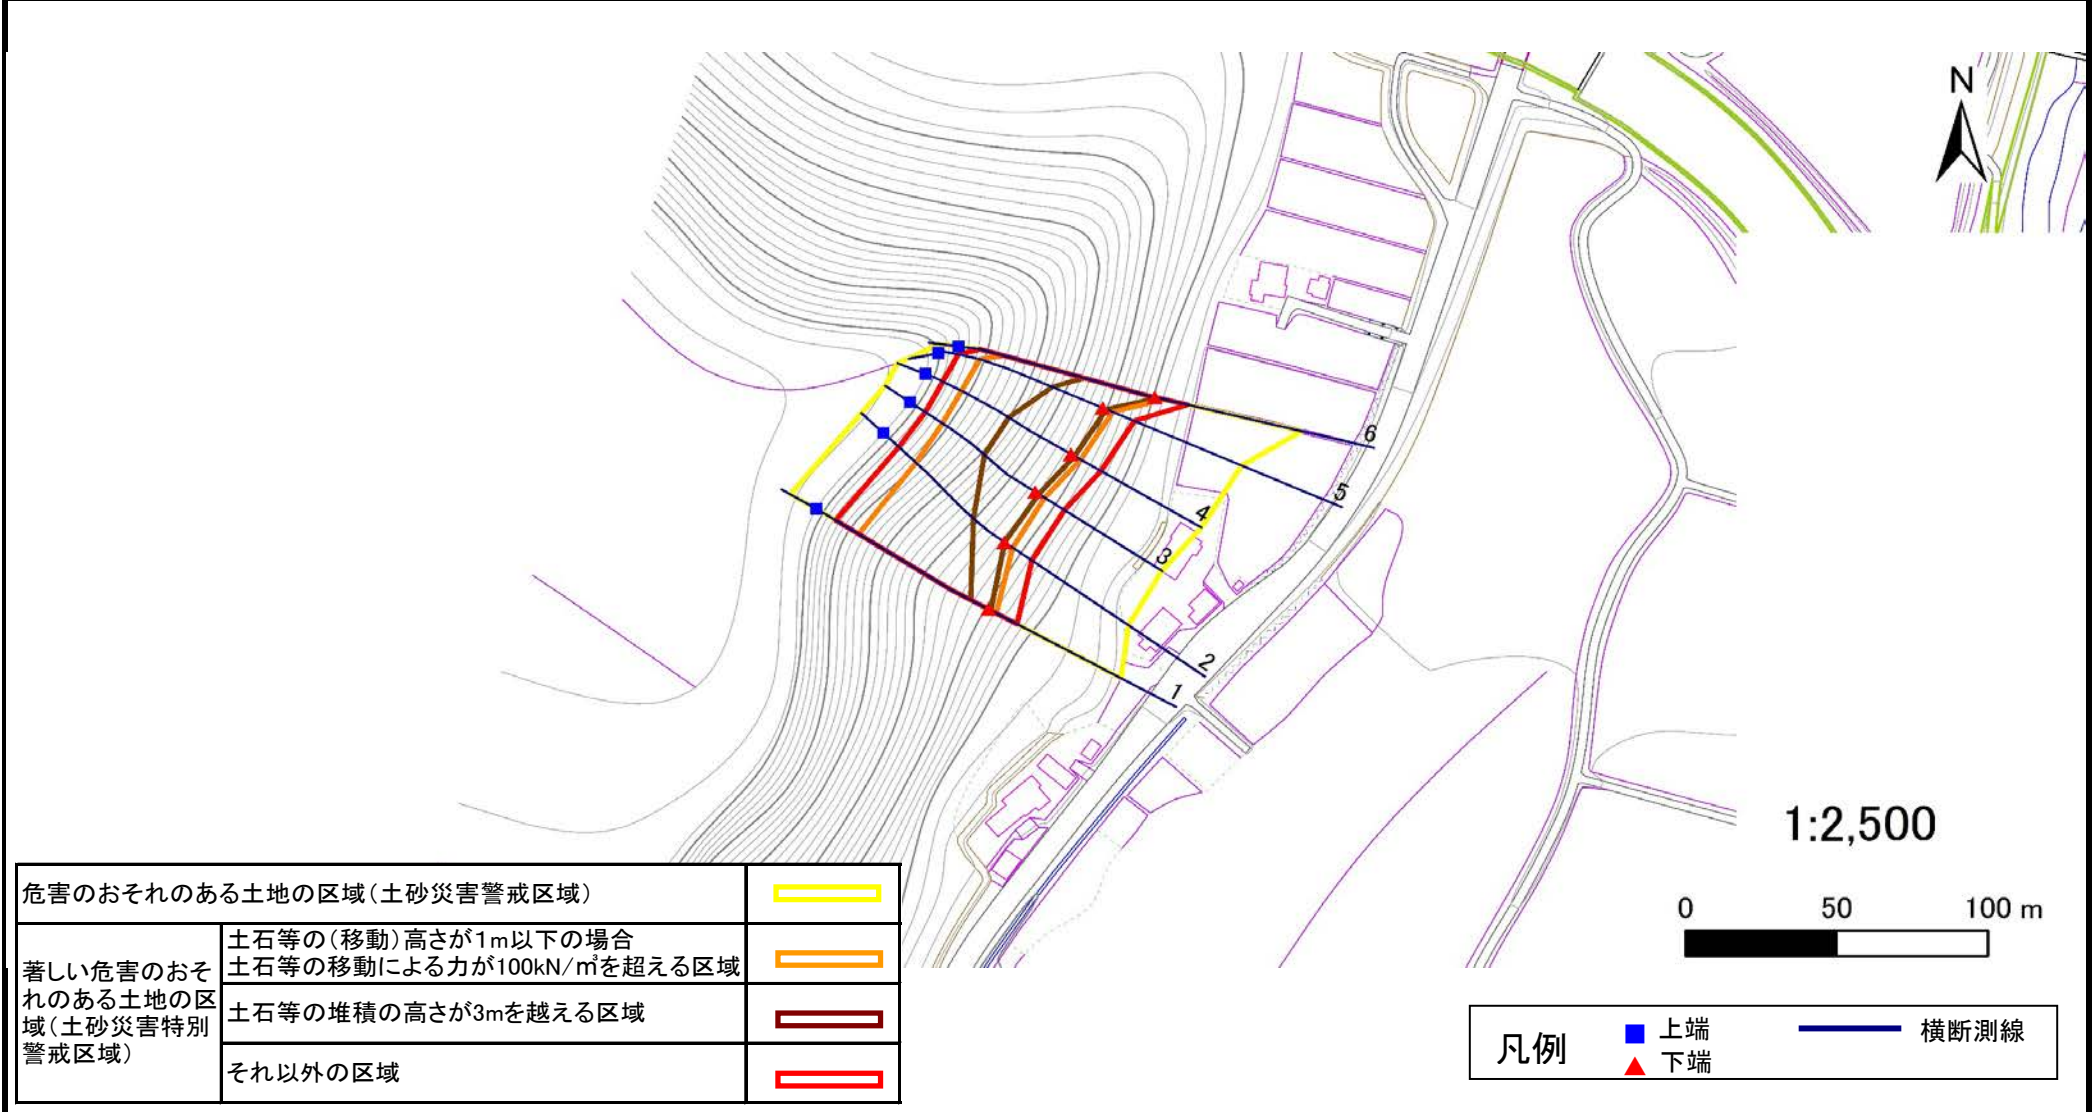 N
6
5
4
3
2
1
1:2,500
0 50 100 m
危害のおそれのある土地の区域(土砂災害警戒区域)
著しい危害のおそ
れのある土地の区
域(土砂災害特別
警戒区域)
土石等の(移動)高さが1m以下の場合
土石等の移動による力が100kN/㎥を超える区域
土石等の堆積の高さが3mを越える区域
それ以外の区域
凡例
上端
下端
横断測線